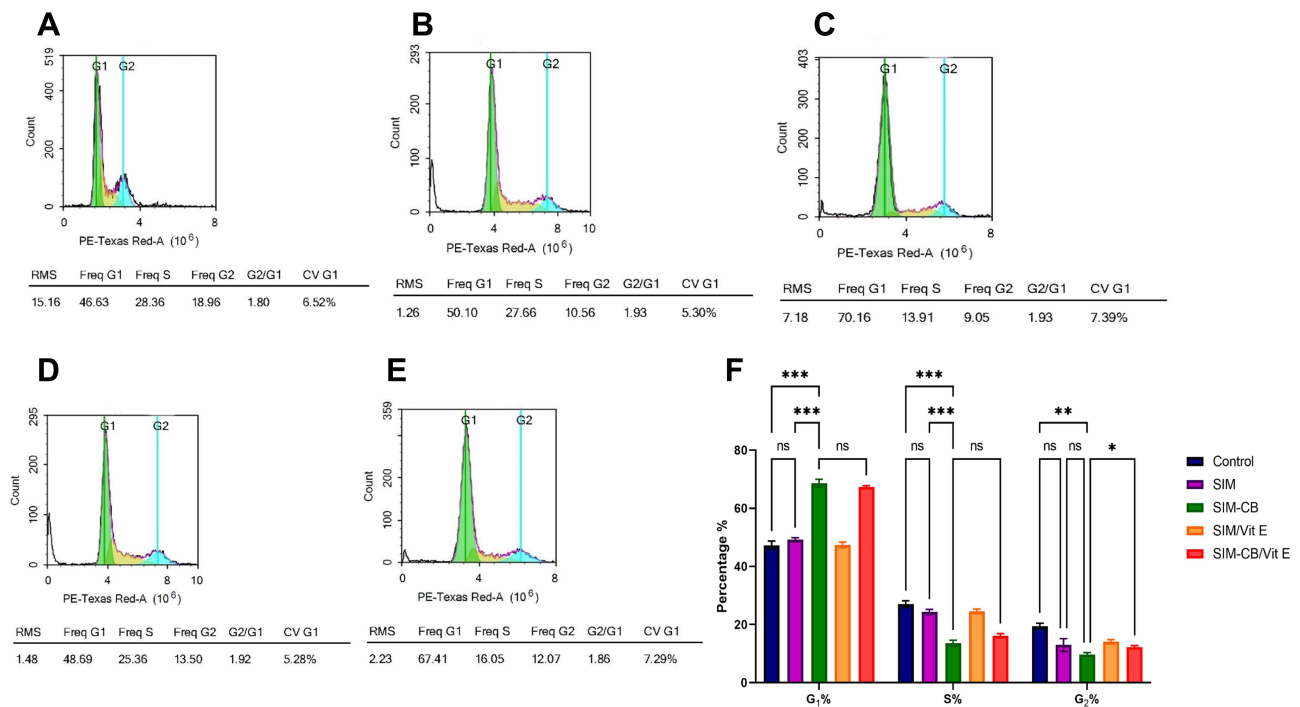 A
519
400
200
0
Count
G1 G2
0 4 8
PE-Texas Red-A (10 6)
RMS Freq G1 Freq S Freq G2 G2/G1 CV G1
15.16 46.63 28.36 18.96 1.80 6.52%
B
293
200
100
0
Count
G1 G2
0 2 4 6 8 10
PE-Texas Red-A (10 6)
RMS Freq G1 Freq S Freq G2 G2/G1 CV G1
1.26 50.10 27.66 10.56 1.93 5.30%
C
403
300
200
100
0
Count
G1 G2
0 4 8
PE-Texas Red-A (10 6)
RMS Freq G1 Freq S Freq G2 G2/G1 CV G1
7.18 70.16 13.91 9.05 1.93 7.39%
D
295
200
100
0
Count
G1 G2
0 2 4 6 8 10
PE-Texas Red-A (10 6)
RMS Freq G1 Freq S Freq G2 G2/G1 CV G1
1.48 48.69 25.36 13.50 1.92 5.28%
E
359
200
100
0
Count
G1 G2
0 4 8
PE-Texas Red-A (10 6)
RMS Freq G1 Freq S Freq G2 G2/G1 CV G1
2.23 67.41 16.05 12.07 1.86 7.29%
F
*** *** **
*** *** *
ns ns ns ns ns ns
80
60
40
20
0
Percentage %
G1% S% G2%
Control
SIM
SIM-CB
SIM/Vit E
SIM-CB/Vit E